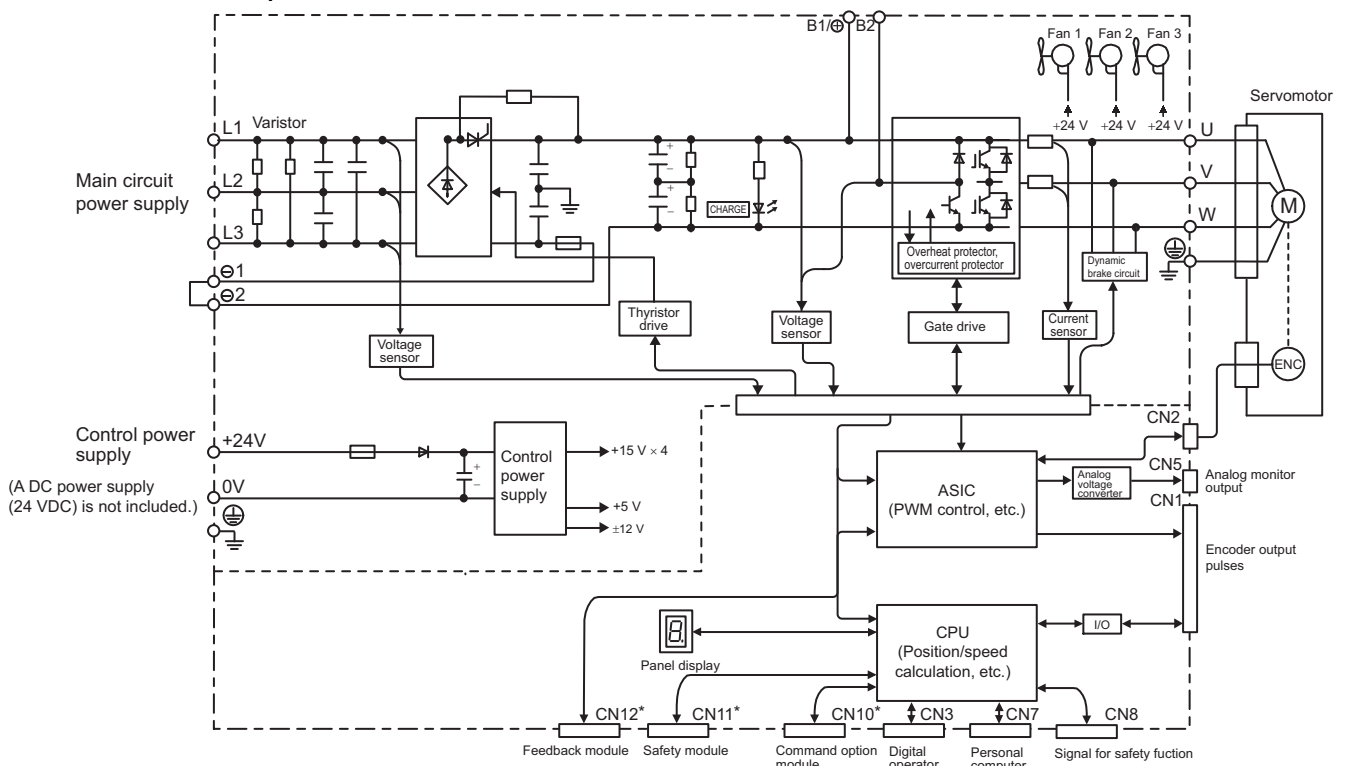 B1/⊕ B2
Fan 1 Fan 2 Fan 3
+24 V +24 V +24 V
Servomotor
Varistor
L1
L2
L3
Main circuit
power supply
⊖1
⊖2
CHARGE
Overheat protector,
overcurrent protector
U
V
W
M
Dynamic
brake circuit
Thyristor
drive
Voltage
sensor
Voltage
sensor
Gate drive
Current
sensor
ENC
Control power
supply
+24V
0V
(A DC power supply
(24 VDC) is not included.)
+
−
Control
power
supply
+15 V × 4
+5 V
±12 V
ASIC
(PWM control, etc.)
Analog
voltage
converter
CN2
CN5
CN1
Analog monitor
output
Encoder output
pulses
CPU
(Position/speed
calculation, etc.)
I/O
8.
Panel display
CN12* CN11* CN10* CN3 CN7 CN8
Feedback module
Safety module
Command option
module
Digital
operator
Personal
computer
Signal for safety fuction